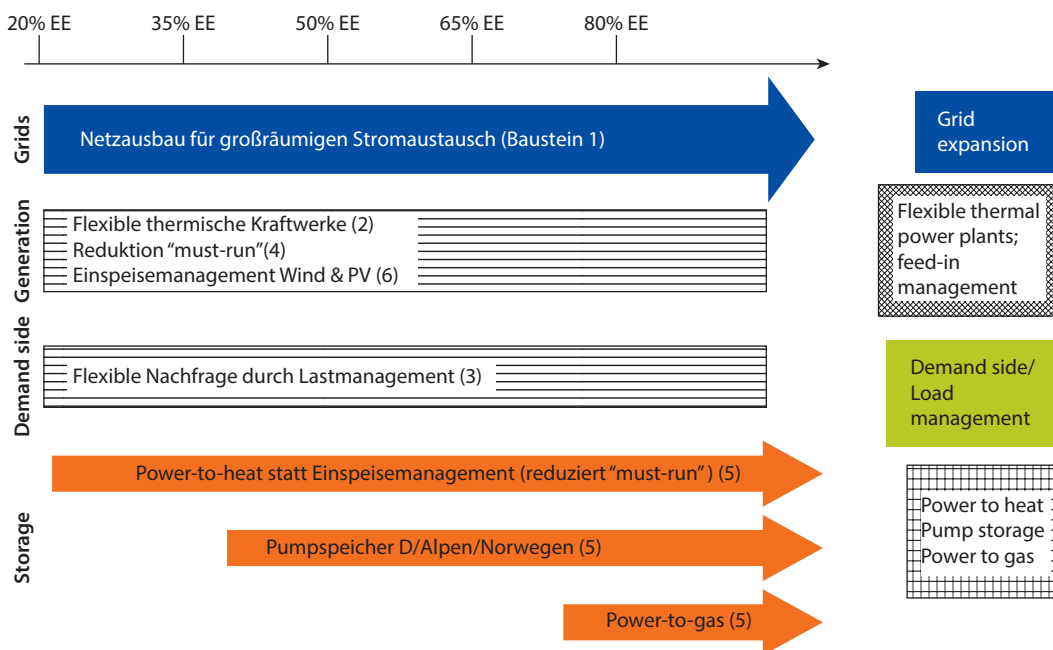 20% EE 35% EE 50% EE 65% EE 80% EE
Grids
Netzausbau für großräumigen Stromaustausch (Baustein 1)
Grid
expansion
Generation
Flexible thermische Kraftwerke (2)
Reduktion “must-run”(4)
Einspeisemanagement Wind & PV (6)
Flexible thermal
power plants;
feed-in
management
Demand side
Flexible Nachfrage durch Lastmanagement (3)
Demand side/
Load
management
Storage
Power-to-heat statt Einspeisemanagement (reduziert “must-run” ) (5)
Pumpspeicher D/Alpen/Norwegen (5)
Power-to-gas (5)
Power to heat
Pump storage
Power to gas